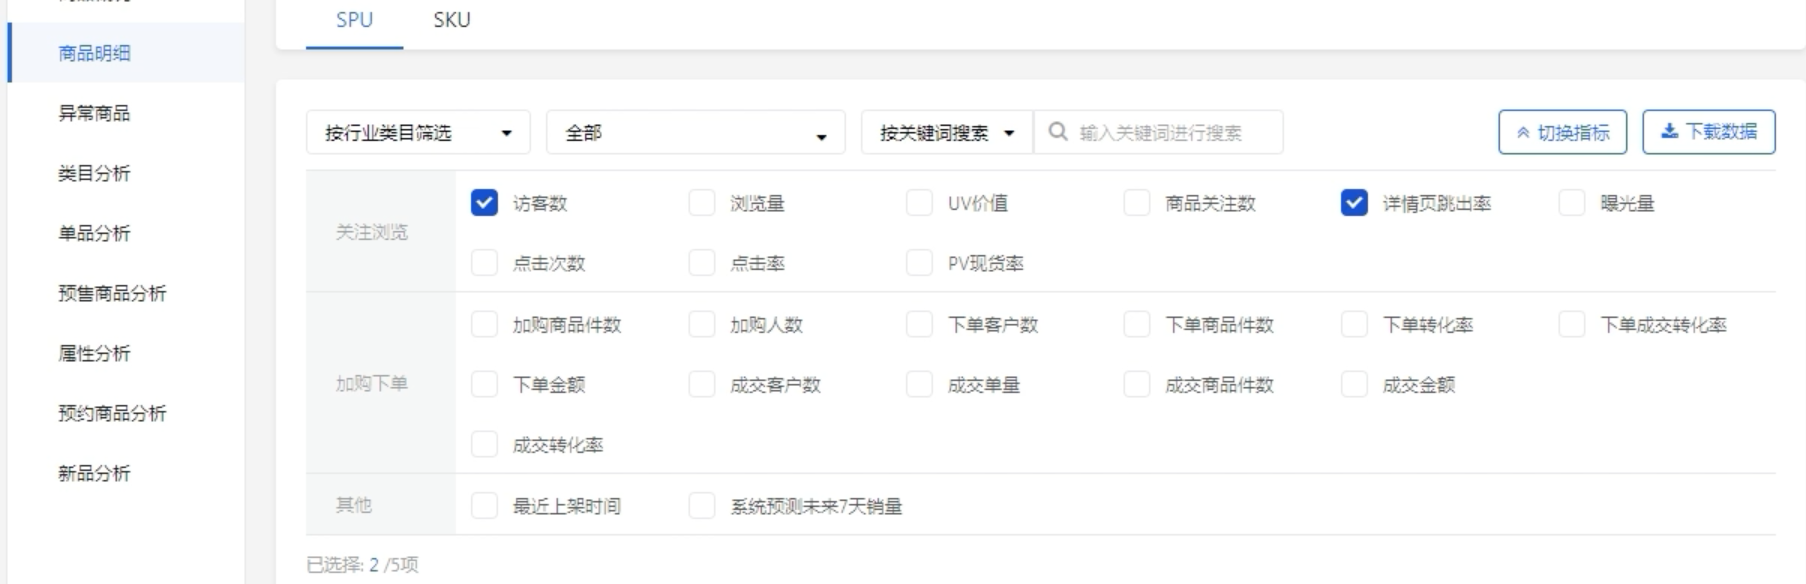 SPU SKU
商品明细
异常商品
类目分析
单品分析
预售商品分析
属性分析
预约商品分析
新品分析
按行业类目筛选 全部 按关键词搜索 输入关键词进行搜索 切换指标 下载数据
关注浏览
访客数 浏览量 UV价值 商品关注数 详情页跳出率 曝光量
点击次数 点击率 PV现货率
加购下单
加购商品件数 加购人数 下单客户数 下单商品件数 下单转化率 下单成交转化率
下单金额 成交客户数 成交单量 成交商品件数 成交金额
成交转化率
其他
最近上架时间 系统预测未来7天销量
已选择: 2 /5项